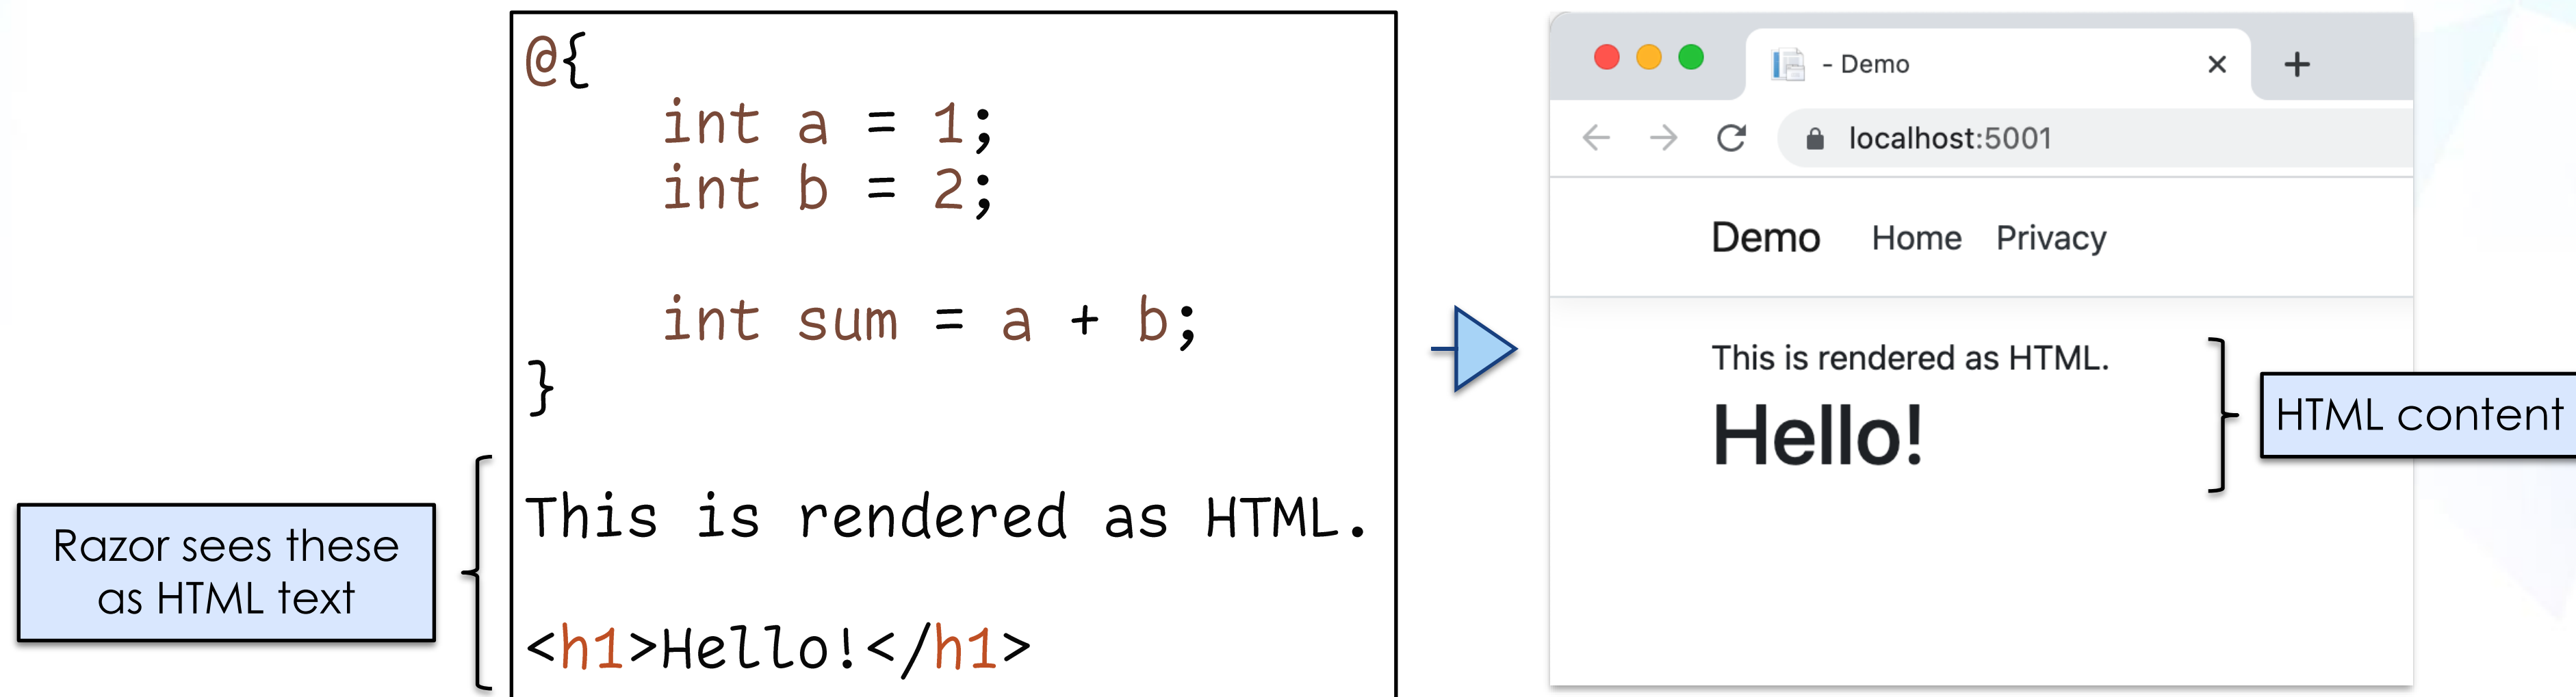 @{
int a = 1;
int b = 2;
int sum = a + b;
}
This is rendered as HTML.
<h1>Hello!</h1>
Razor sees these
as HTML text
- Demo
localhost:5001
Demo Home Privacy
This is rendered as HTML.
Hello!
HTML content